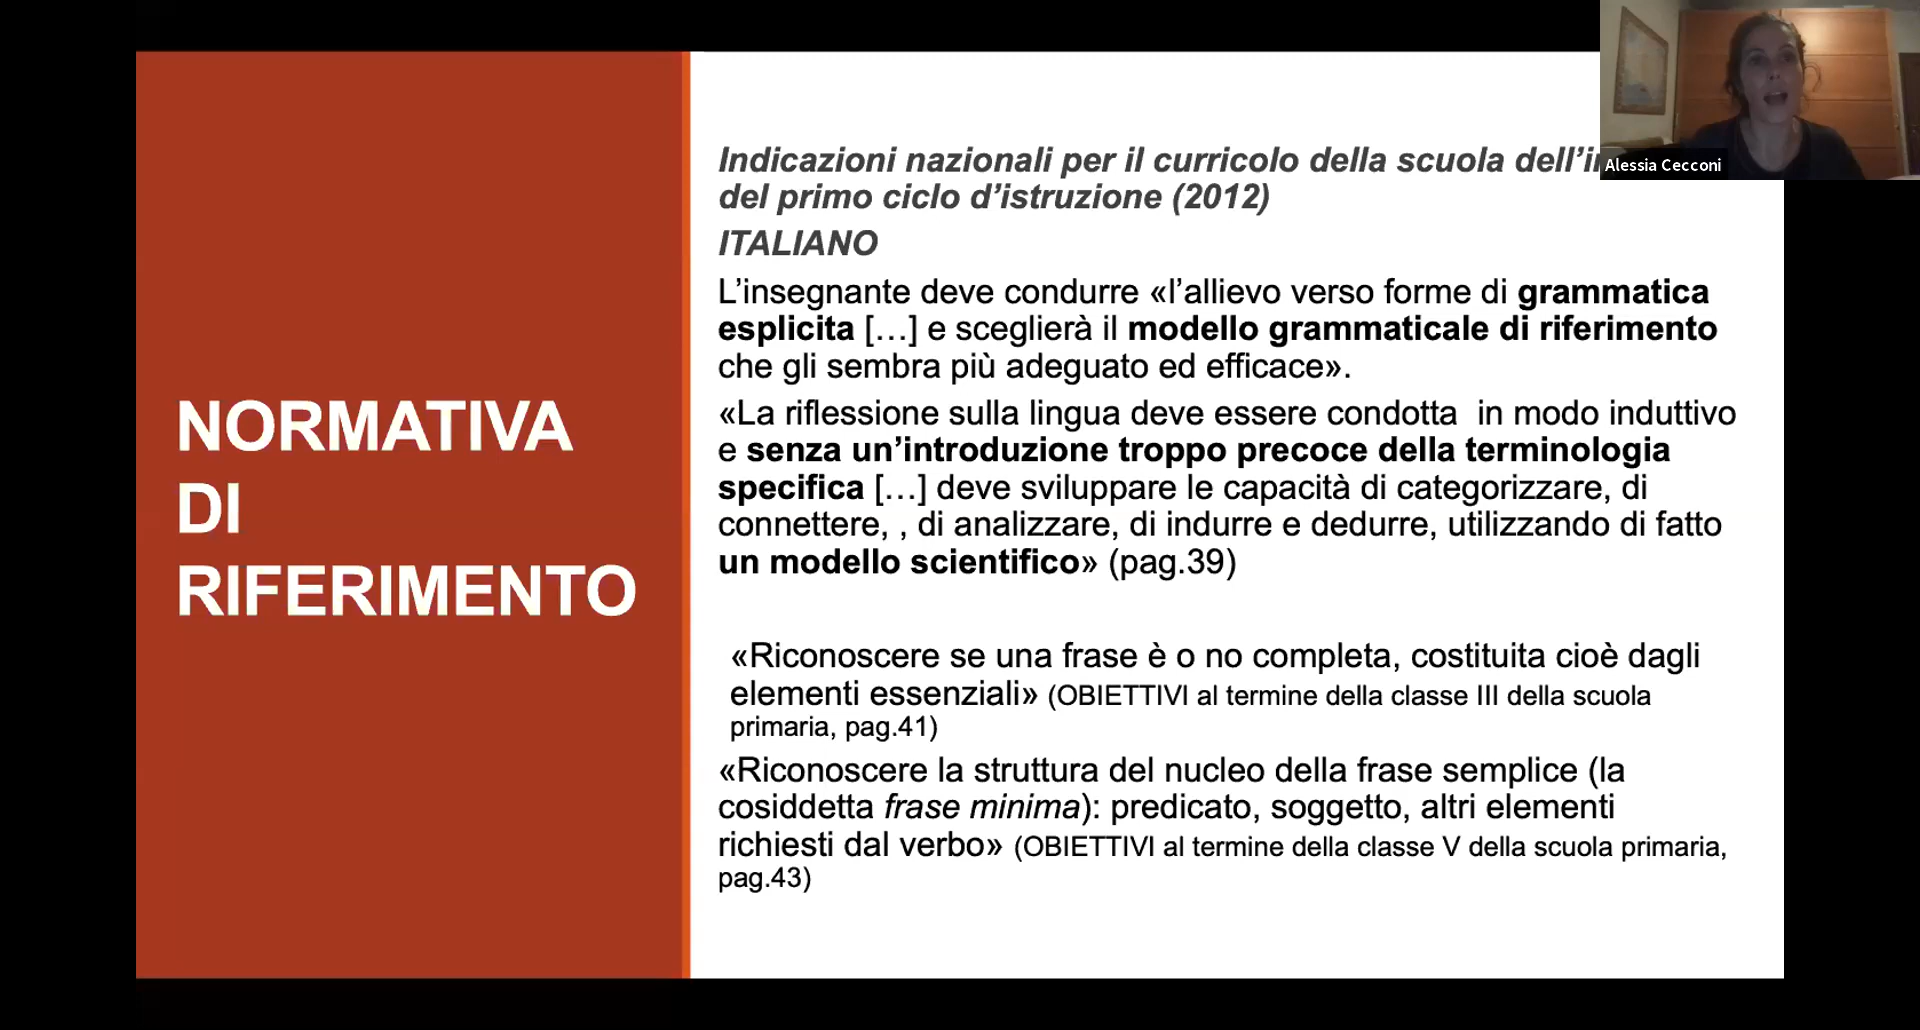 NORMATIVA
DI
RIFERIMENTO
Indicazioni nazionali per il curricolo della scuola
del primo ciclo d’istruzione (2012)
ITALIANO
L’insegnante deve condurre «l’allievo verso forme di grammatica
esplicita […] e sceglierà il modello grammaticale di riferimento
che gli sembra più adeguato ed efficace».
«La riflessione sulla lingua deve essere condotta  in modo induttivo
e senza un’introduzione troppo precoce della terminologia
specifica […] deve sviluppare le capacità di categorizzare, di
connettere, , di analizzare, di indurre e dedurre, utilizzando di fatto
un modello scientifico» (pag.39)
«Riconoscere se una frase è o no completa, costituita cioè dagli
elementi essenziali» (OBIETTIVI al termine della classe III della scuola
primaria, pag.41)
«Riconoscere la struttura del nucleo della frase semplice (la
cosiddetta frase minima): predicato, soggetto, altri elementi
richiesti dal verbo» (OBIETTIVI al termine della classe V della scuola primaria,
pag.43)
Alessia Cecconi